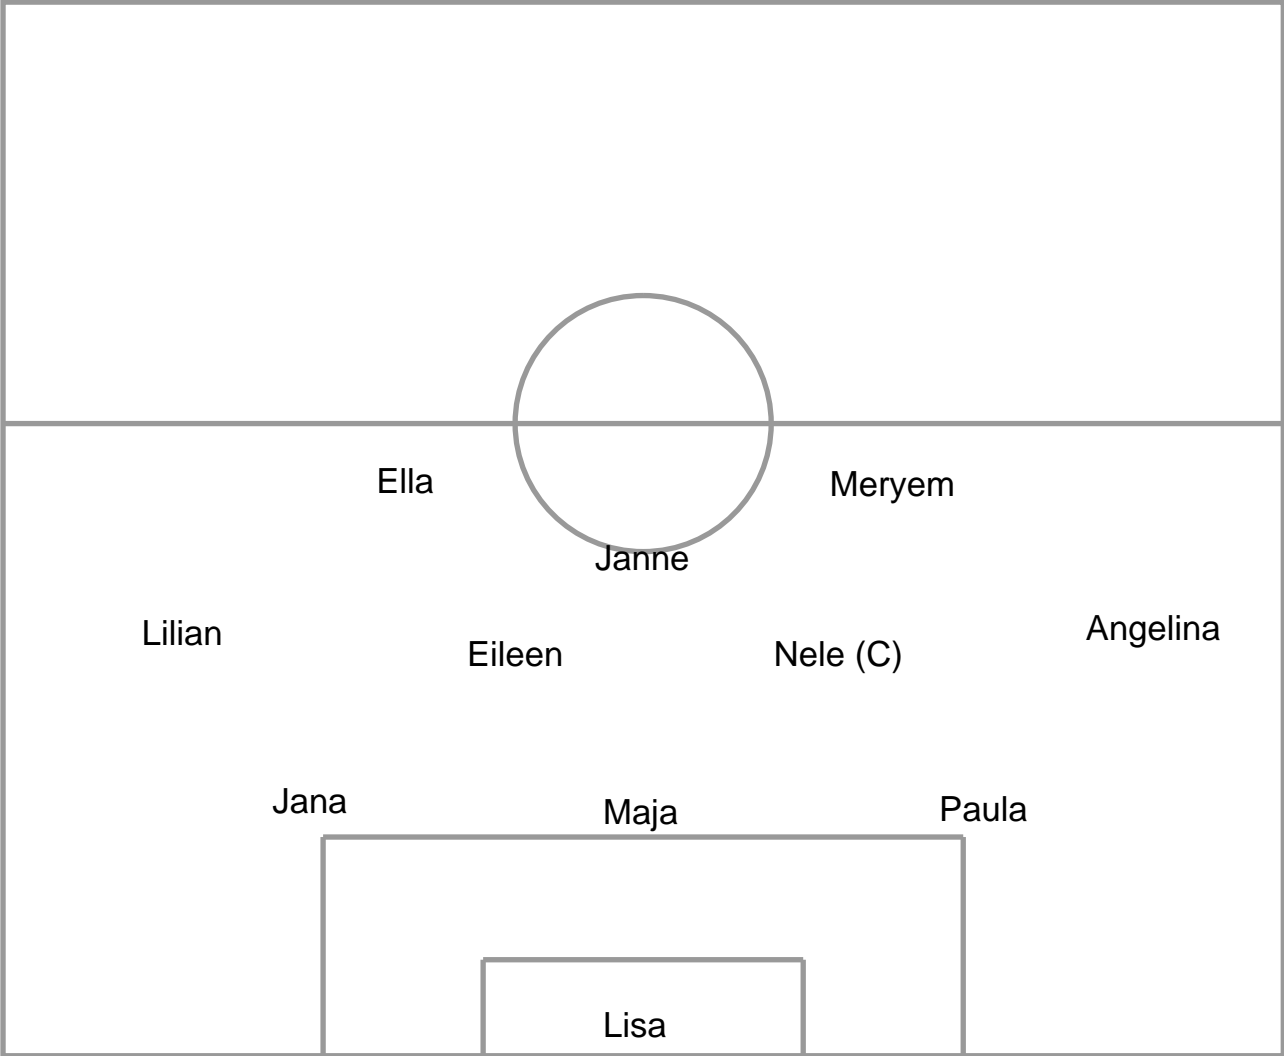 Ella
Meryem
Janne
Lilian
Angelina
Eileen
Nele (C)
Jana
Maja
Paula
Lisa